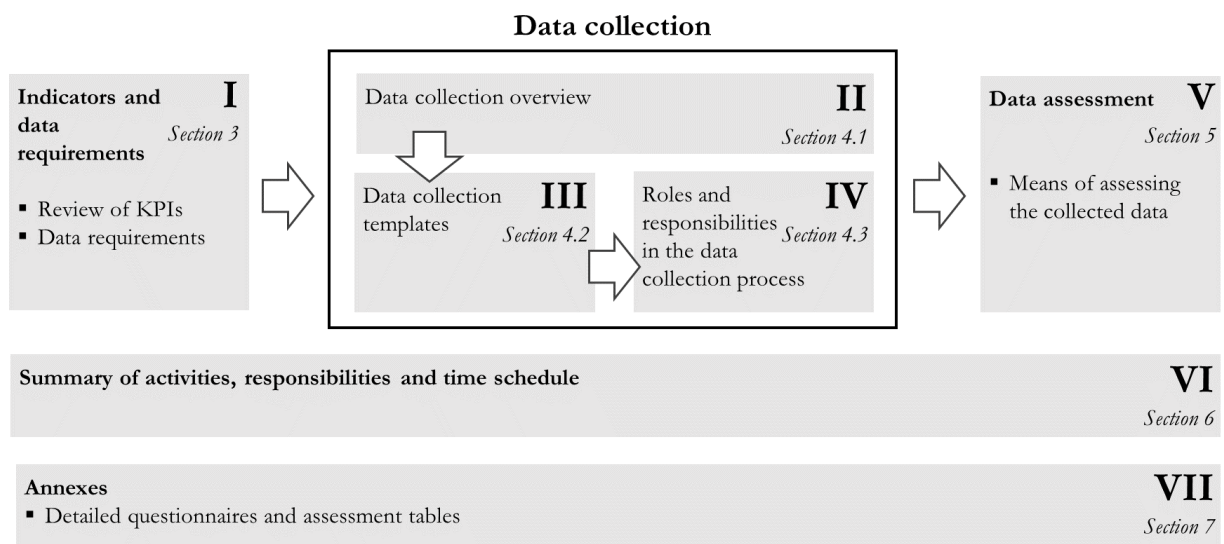 Data collection
Indicators and
data
requirements
I
Section 3
▪ Review of KPIs
▪ Data requirements
Data collection overview
II
Section 4.1
Data collection
templates
III
Section 4.2
Roles and
responsibilities
in the data
collection process
IV
Section 4.3
Data assessment
V
Section 5
▪ Means of assessing
the collected data
Summary of activities, responsibilities and time schedule
VI
Section 6
Annexes
▪ Detailed questionnaires and assessment tables
VII
Section 7